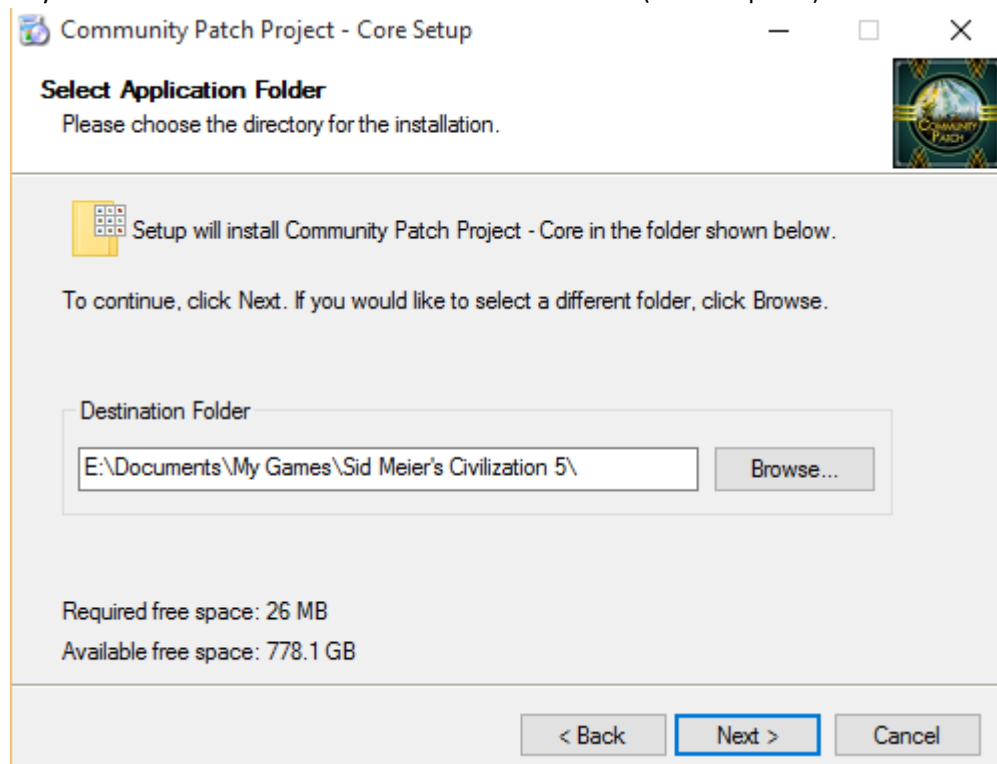 Community Patch Project - Core Setup
Select Application Folder
Please choose the directory for the installation.
COMMUNITY
PATCH
Setup will install Community Patch Project - Core in the folder shown below.
To continue, click Next. If you would like to select a different folder, click Browse.
Destination Folder
E:\Documents\My Games\Sid Meier's Civilization 5\
Browse...
Required free space: 26 MB
Available free space: 778.1 GB
< Back
Next >
Cancel